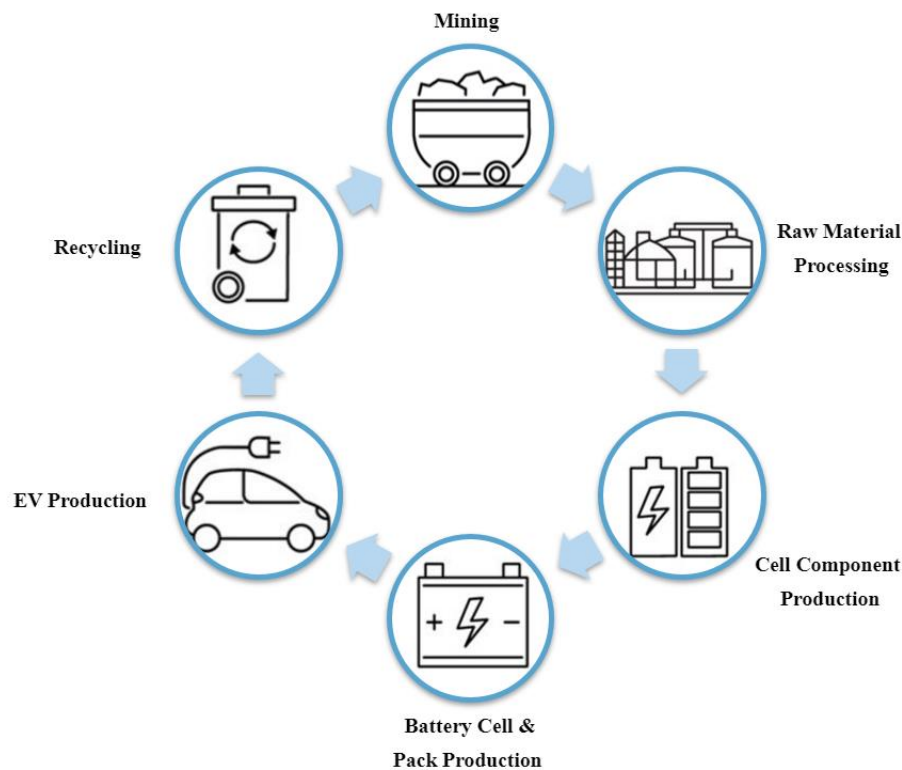 Mining
Raw Material
Processing
Cell Component
Production
Battery Cell &
Pack Production
EV Production
Recycling
+ −